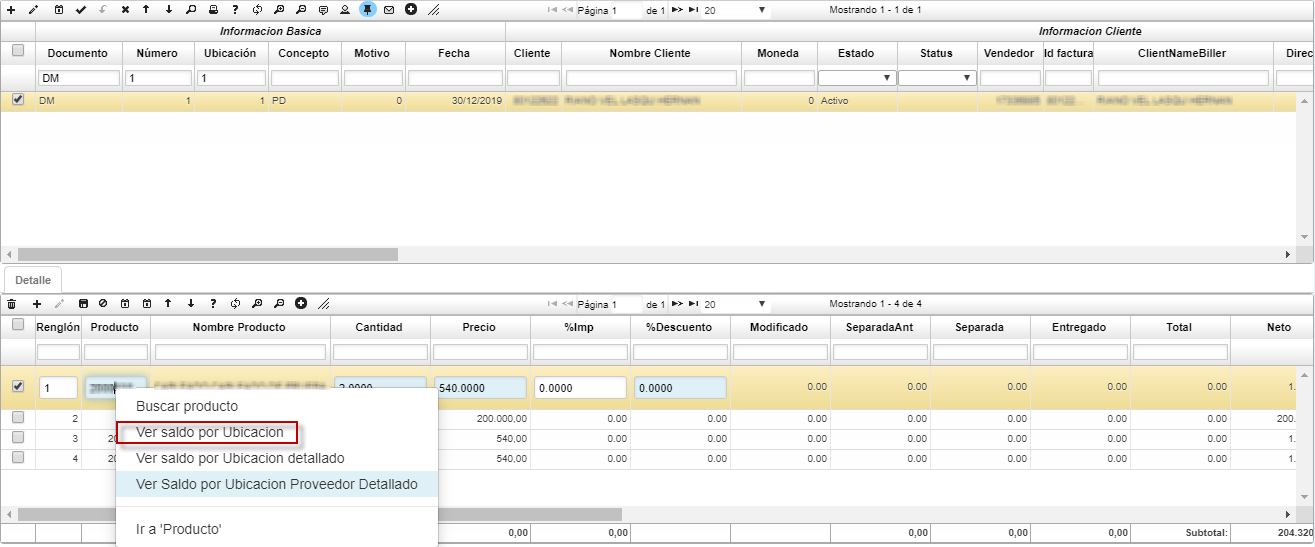 Página 1 de 1 20 Mostrando 1 - 1 de 1
Informacion Basica Informacion Cliente
Documento Número Ubicación Concepto Motivo Fecha Cliente Nombre Cliente Moneda Estado Status Vendedor Id factura ClientNameBiller Direc
DM 1 1
DM 1 1 PD 0 30/12/2019 0 Activo
Detalle
Página 1 de 1 20 Mostrando 1 - 4 de 4
Renglón Producto Nombre Producto Cantidad Precio %Imp %Descuento Modificado SeparadaAnt Separada Entregado Total Neto
1 540.0000 0.0000 0.0000 0.00 0.00 0.00 0.00 0.00 1.
Buscar producto
2 200.000,00 0.00 0.00 0.00 0.00 0.00 0.00 0.00 200.
Ver saldo por Ubicacion
3 20 540,00 0.00 0.00 0.00 0.00 0.00 0.00 0.00 1.
Ver saldo por Ubicacion detallado
4 20 540,00 0.00 0.00 0.00 0.00 0.00 0.00 0.00 1.
Ver Saldo por Ubicacion Proveedor Detallado
Ir a 'Producto'
0,00 0,00 0,00 0,00 0,00 Subtotal: 204.320